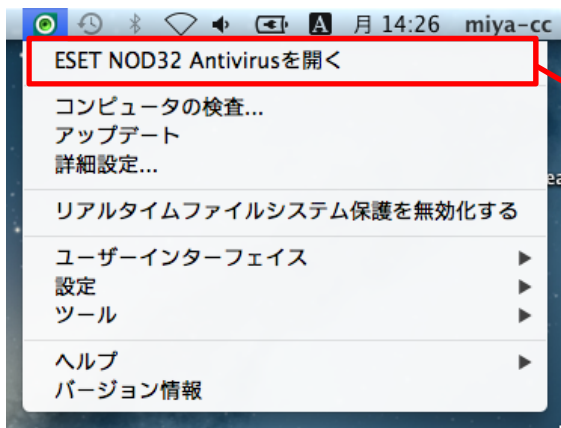 A 月 14:26 miya-cc
ESET NOD32 Antivirusを開く
コンピュータの検査...
アップデート
詳細設定...
リアルタイムファイルシステム保護を無効化する
ユーザーインターフェイス
設定
ツール
ヘルプ
バージョン情報